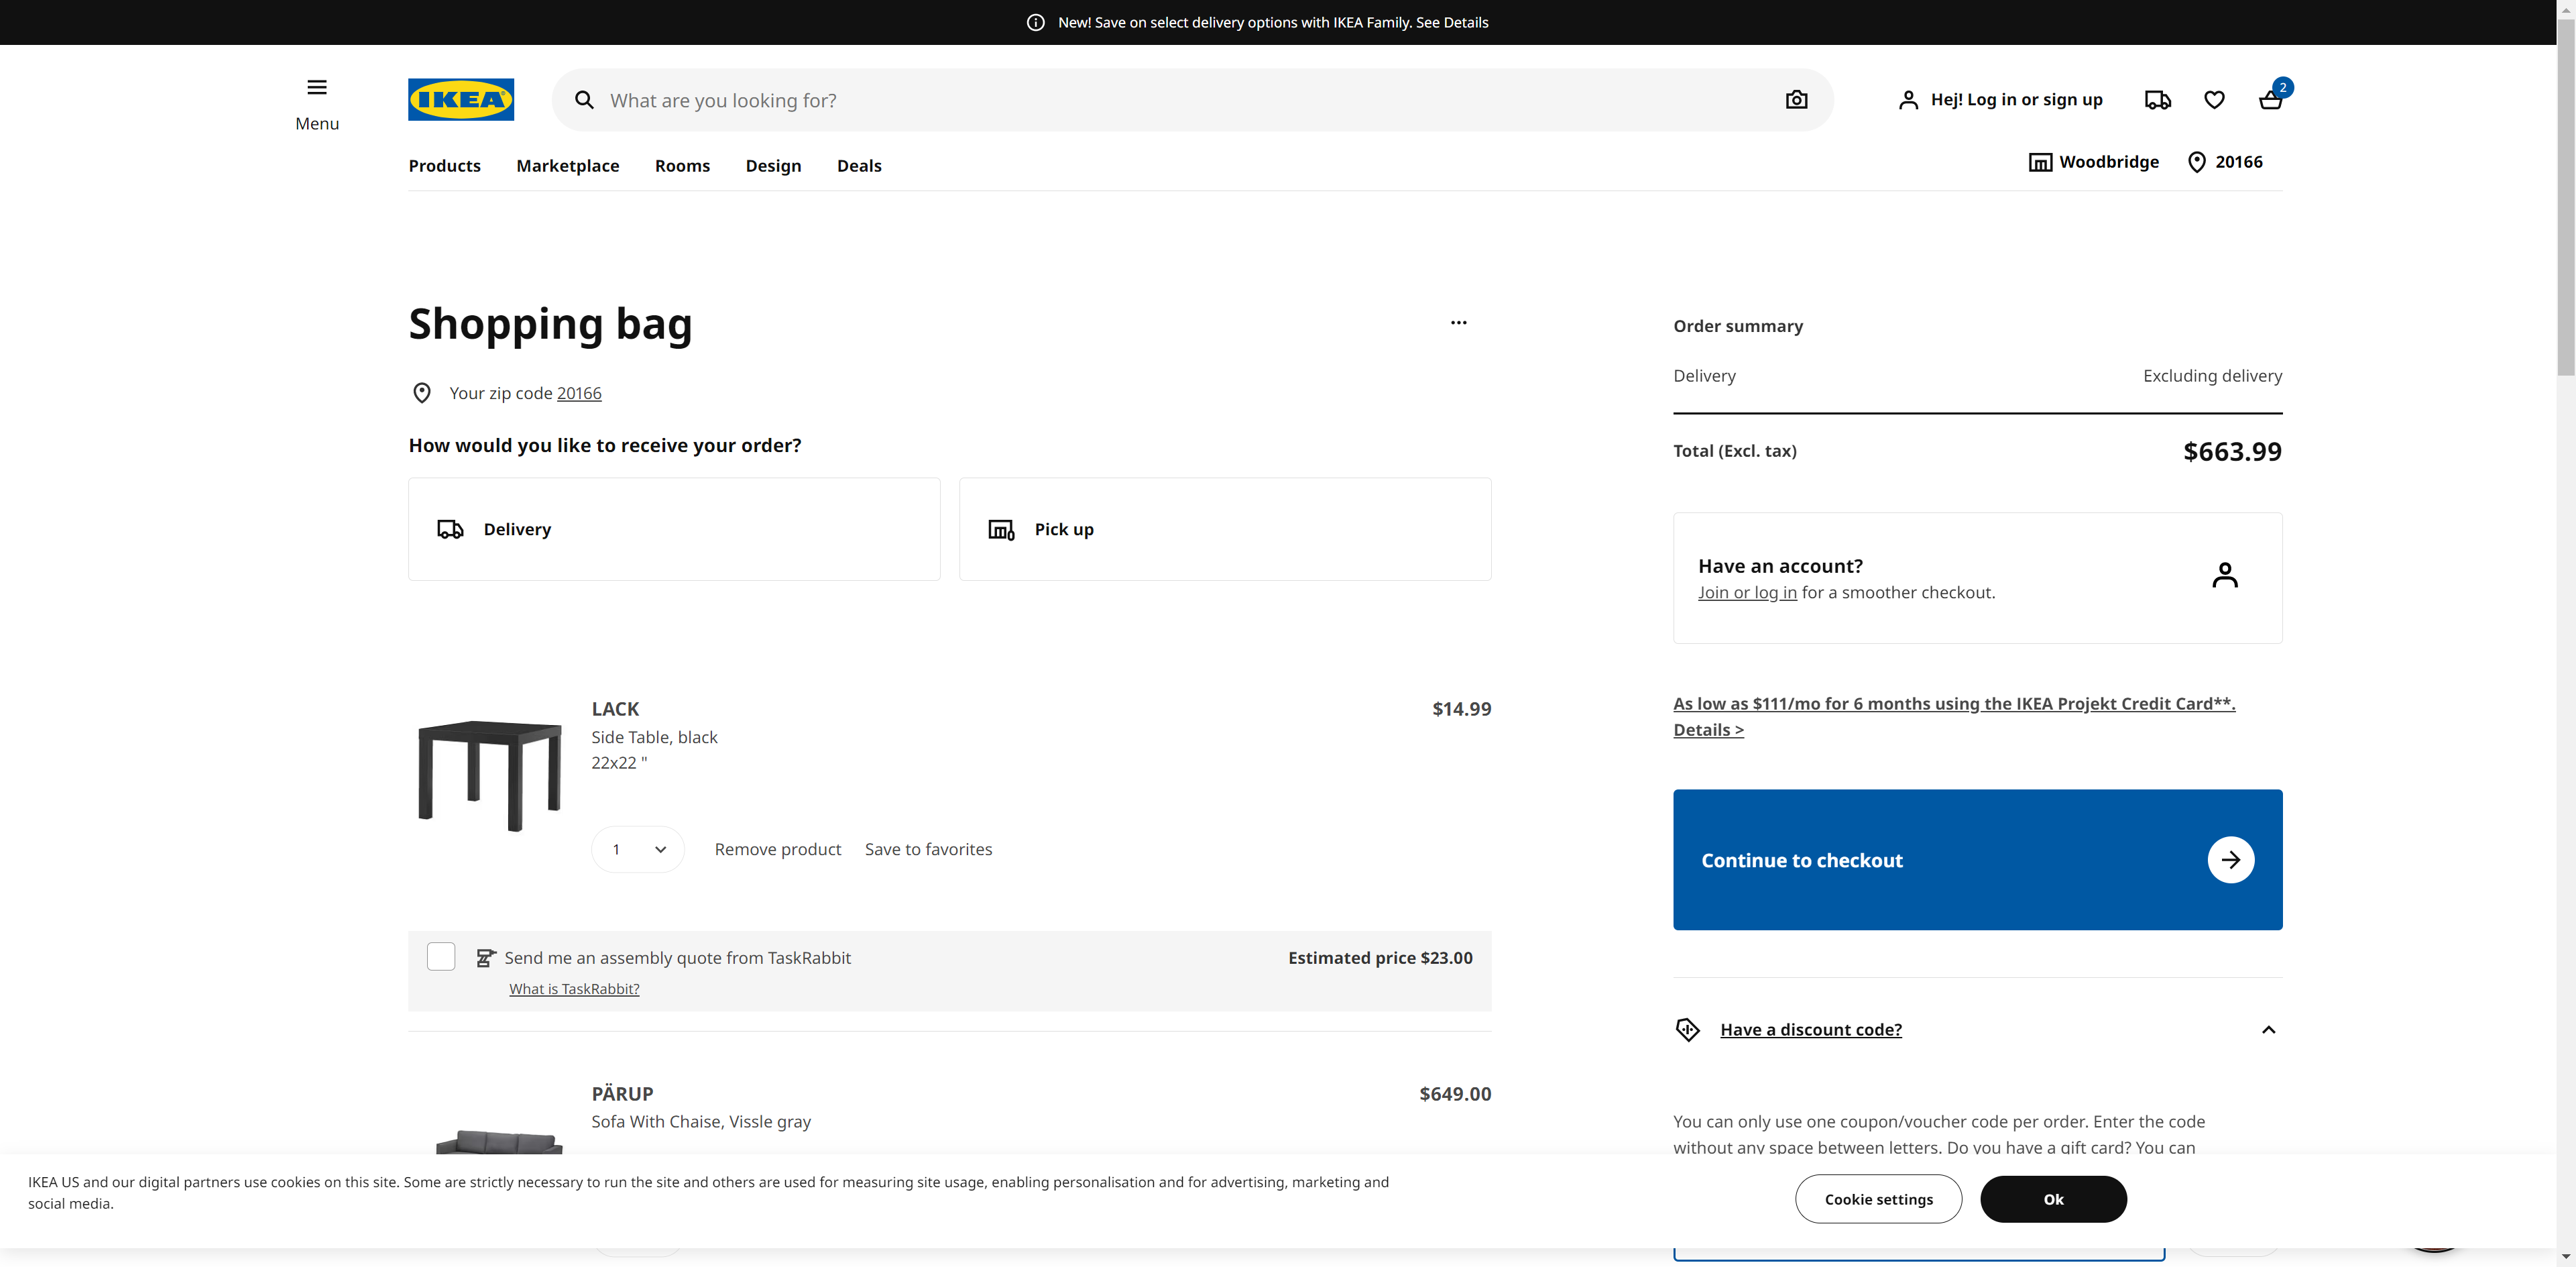 New! Save on select delivery options with IKEA Family. See Details
Menu
IKEA
What are you looking for?
Hej! Log in or sign up
2
Products
Marketplace
Rooms
Design
Deals
Woodbridge
20166
Shopping bag
Your zip code 20166
How would you like to receive your order?
Delivery
Pick up
LACK
$14.99
Side Table, black
22x22 "
1
Remove product
Save to favorites
Send me an assembly quote from TaskRabbit
Estimated price $23.00
What is TaskRabbit?
PÄRUP
$649.00
Sofa With Chaise, Vissle gray
Order summary
Delivery
Excluding delivery
Total (Excl. tax)
$663.99
Have an account?
Join or log in for a smoother checkout.
As low as $111/mo for 6 months using the IKEA Projekt Credit Card**.
Details >
Continue to checkout
Have a discount code?
You can only use one coupon/voucher code per order. Enter the code
without any space between letters. Do you have a gift card? You can
IKEA US and our digital partners use cookies on this site. Some are strictly necessary to run the site and others are used for measuring site usage, enabling personalisation and for advertising, marketing and
social media.
Cookie settings
Ok